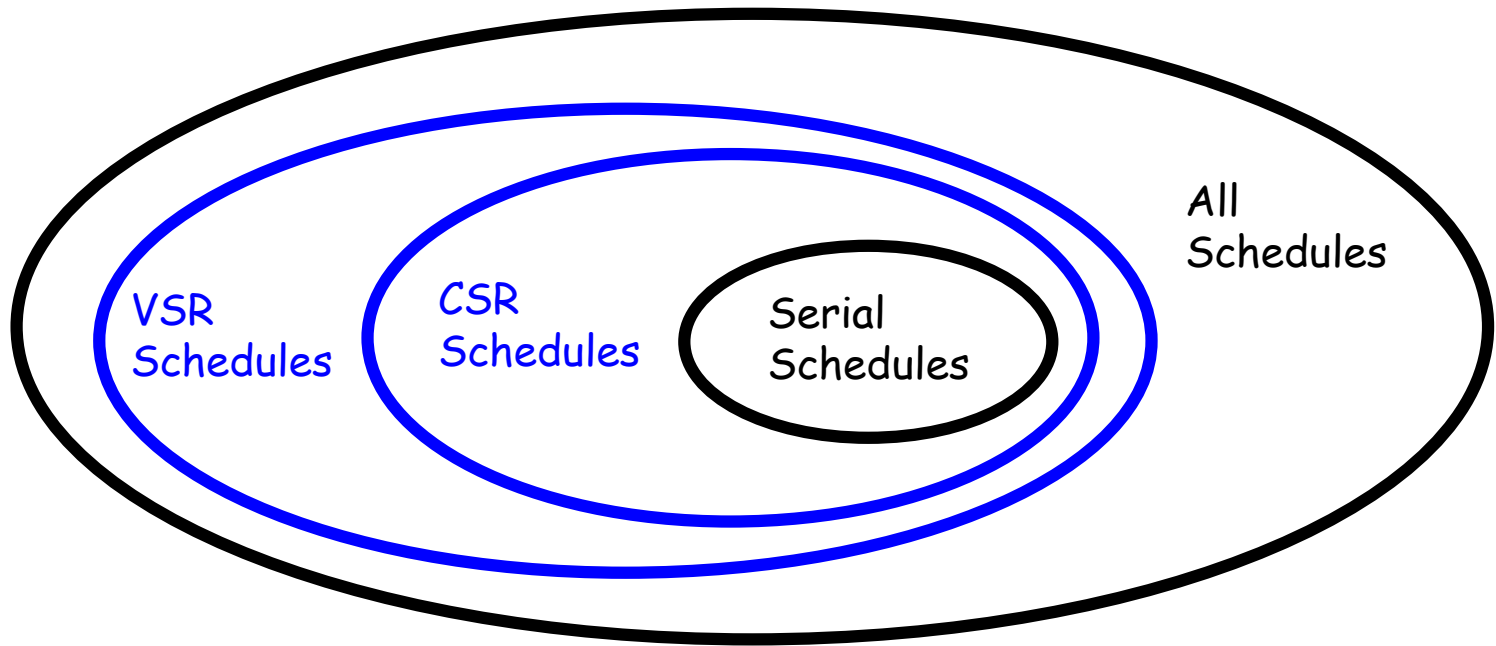 VSR
Schedules
CSR
Schedules
Serial
Schedules
All
Schedules